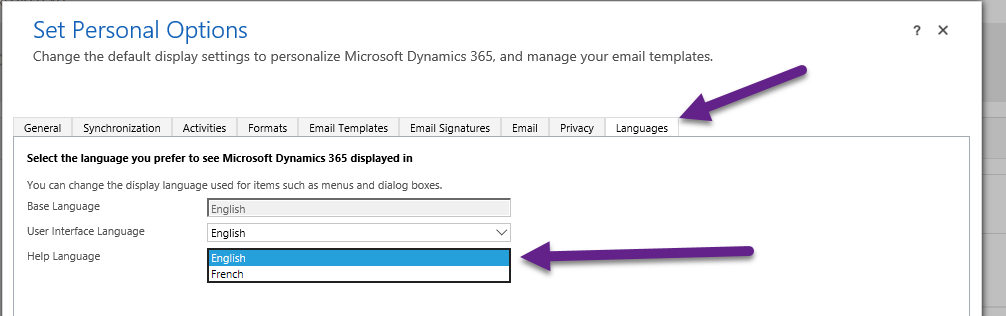 Set Personal Options
? ×
Change the default display settings to personalize Microsoft Dynamics 365, and manage your email templates.
General Synchronization Activities Formats Email Templates Email Signatures Email Privacy Languages
Select the language you prefer to see Microsoft Dynamics 365 displayed in
You can change the display language used for items such as menus and dialog boxes.
Base Language English
User Interface Language English
Help Language English
French